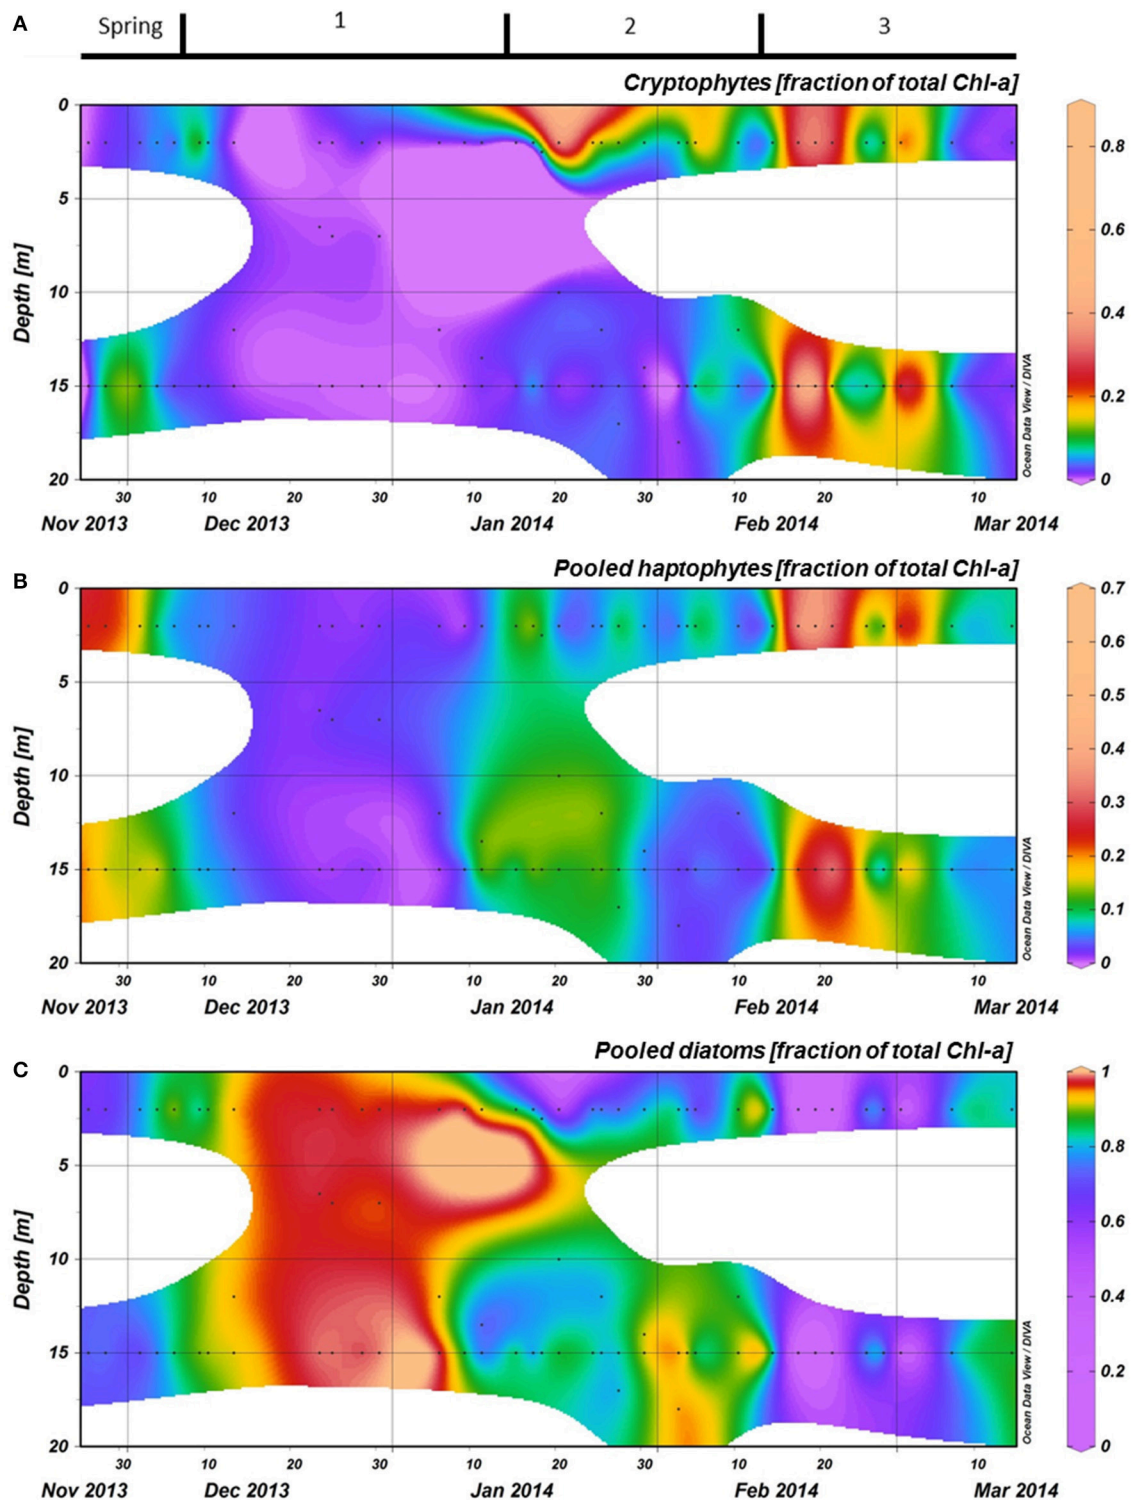 A
Spring 1 2 3
Cryptophytes [fraction of total Chl-a]
0
5
10
15
20
Depth [m]
0.8
0.6
0.4
0.2
0
Ocean Data View / DIVA
30 10 20 30 10 20 10 20 10
Nov 2013 Dec 2013 Jan 2014 Feb 2014 Mar 2014
B
Pooled haptophytes [fraction of total Chl-a]
0
5
10
15
20
Depth [m]
0.7
0.6
0.5
0.4
0.3
0.2
0.1
0
Ocean Data View / DIVA
30 10 20 30 10 20 10 20 10
Nov 2013 Dec 2013 Jan 2014 Feb 2014 Mar 2014
C
Pooled diatoms [fraction of total Chl-a]
0
5
10
15
20
Depth [m]
1
0.8
0.6
0.4
0.2
0
Ocean Data View / DIVA
30 10 20 30 10 20 10 20 10
Nov 2013 Dec 2013 Jan 2014 Feb 2014 Mar 2014